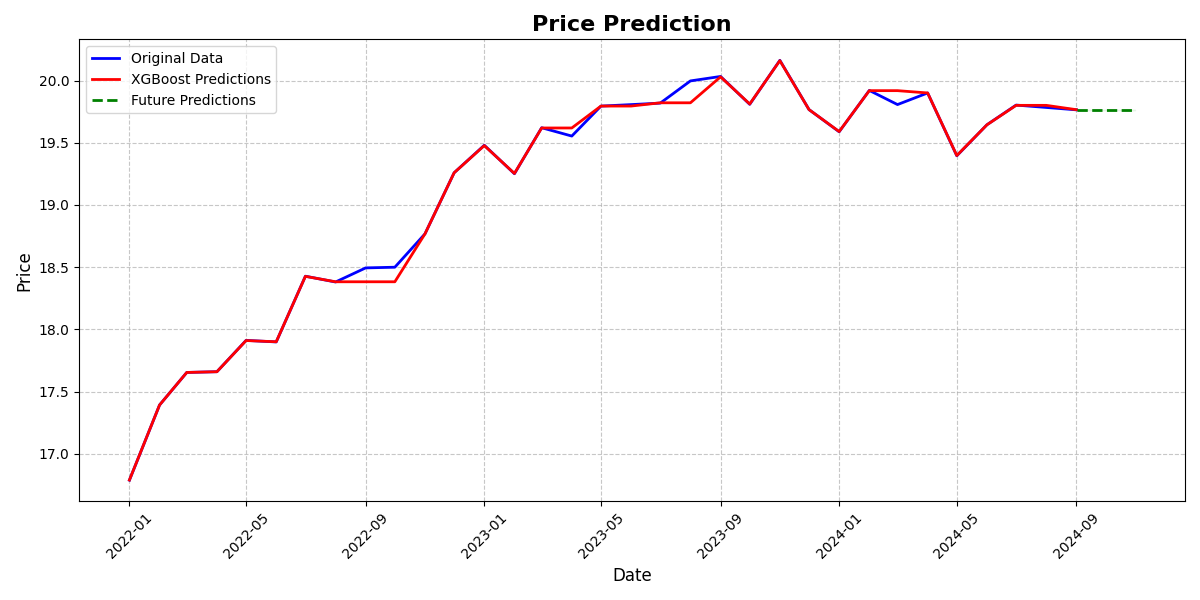 Price Prediction
Original Data
XGBoost Predictions
Future Predictions
Price
20.0
19.5
19.0
18.5
18.0
17.5
17.0
2022-01
2022-05
2022-09
2023-01
2023-05
2023-09
2024-01
2024-05
2024-09
Date